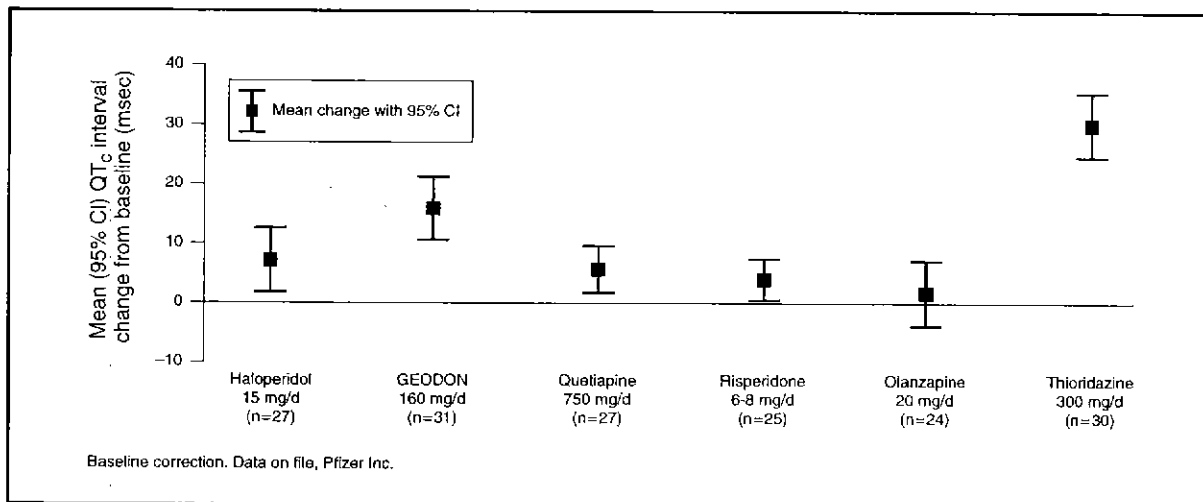 Mean (95% CI) QTc interval
change from baseline (msec)
40
30
20
10
0
−10
Mean change with 95% CI
Haloperidol
15 mg/d
(n=27)
GEODON
160 mg/d
(n=31)
Quetiapine
750 mg/d
(n=27)
Risperidone
6-8 mg/d
(n=25)
Olanzapine
20 mg/d
(n=24)
Thioridazine
300 mg/d
(n=30)
Baseline correction. Data on file, Pfizer Inc.